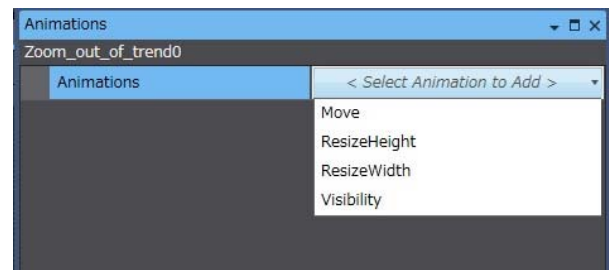 Animations
Zoom_out_of_trend0
Animations
< Select Animation to Add >
Move
ResizeHeight
ResizeWidth
Visibility